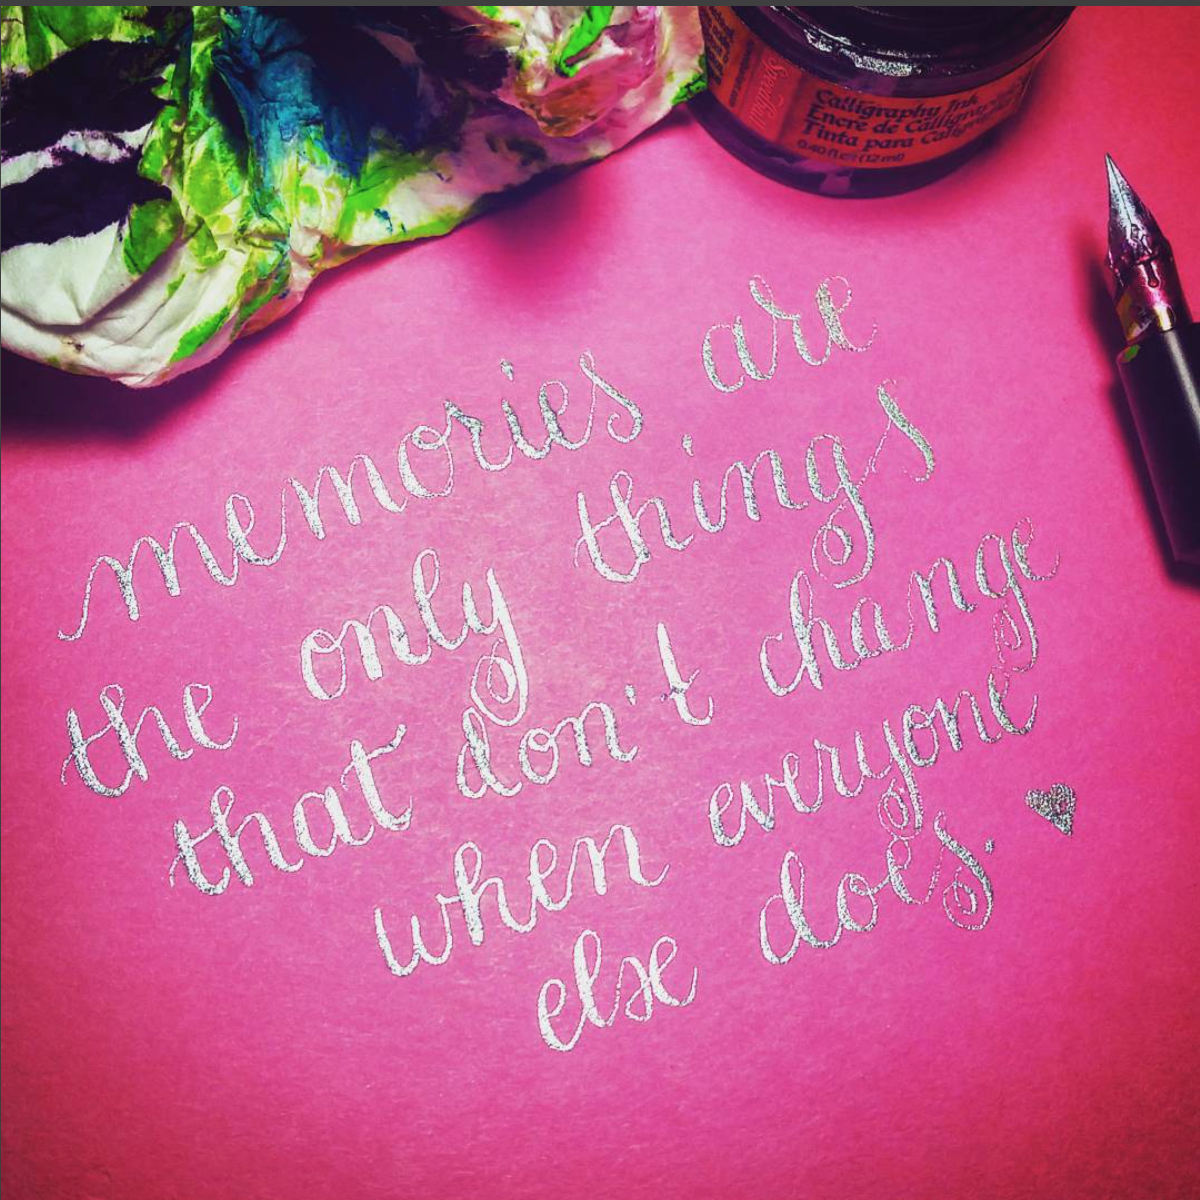 Calligraphy Ink
Encre de Calligraphie
Tinta para Caligrafía
0.40 fl oz (12 ml)
memories are
the only things
that don't change
when everyone
else does.